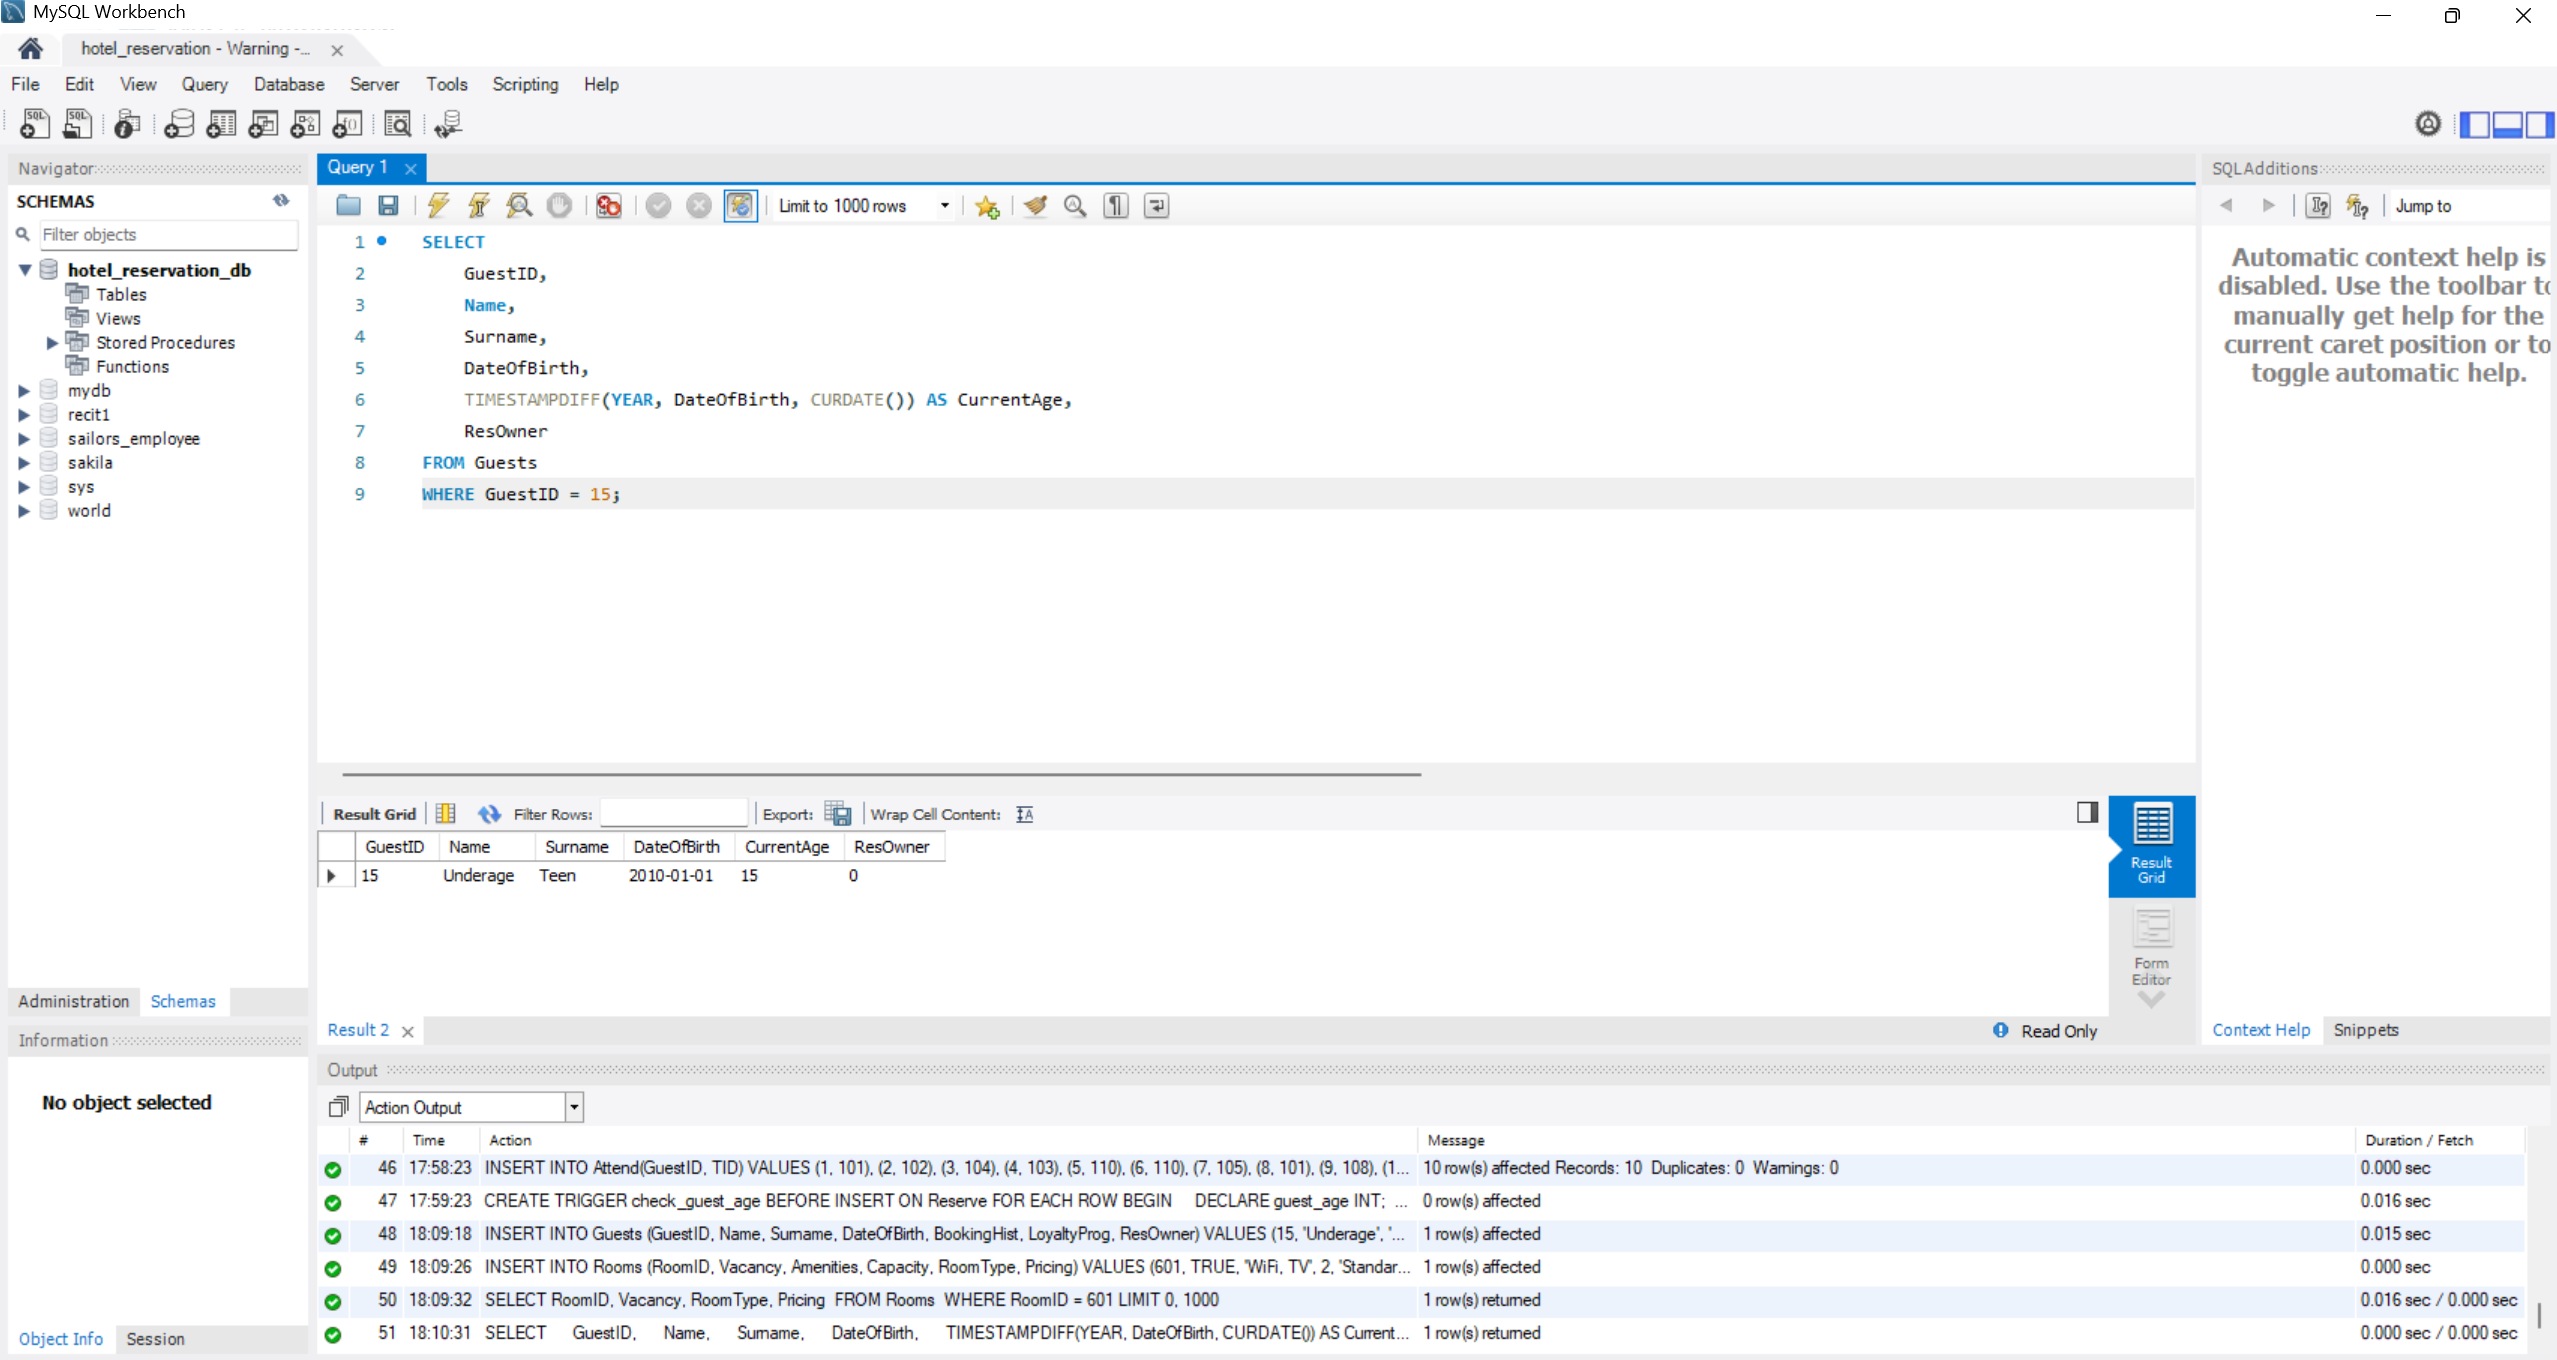 MySQL Workbench
hotel_reservation - Warning -...
File Edit View Query Database Server Tools Scripting Help
Navigator
SCHEMAS
Filter objects
hotel_reservation_db
Tables
Views
Stored Procedures
Functions
mydb
recit1
sailors_employee
sakila
sys
world
Administration Schemas
Information
No object selected
Object Info Session
Query 1
Limit to 1000 rows
1 SELECT
2 GuestID,
3 Name,
4 Surname,
5 DateOfBirth,
6 TIMESTAMPDIFF(YEAR, DateOfBirth, CURDATE()) AS CurrentAge,
7 ResOwner
8 FROM Guests
9 WHERE GuestID = 15;
Result Grid Filter Rows: Export: Wrap Cell Content:
GuestID Name Surname DateOfBirth CurrentAge ResOwner
15 Underage Teen 2010-01-01 15 0
Result Grid
Form Editor
Result 2
Read Only
SQLAdditions
Jump to
Automatic context help is
disabled. Use the toolbar to
manually get help for the
current caret position or to
toggle automatic help.
Context Help Snippets
Output
Action Output
# Time Action Message Duration / Fetch
46 17:58:23 INSERT INTO Attend(GuestID, TID) VALUES (1, 101), (2, 102), (3, 104), (4, 103), (5, 110), (6, 110), (7, 105), (8, 101), (9, 108), (1... 10 row(s) affected Records: 10 Duplicates: 0 Warnings: 0 0.000 sec
47 17:59:23 CREATE TRIGGER check_guest_age BEFORE INSERT ON Reserve FOR EACH ROW BEGIN DECLARE guest_age INT; ... 0 row(s) affected 0.016 sec
48 18:09:18 INSERT INTO Guests (GuestID, Name, Surname, DateOfBirth, BookingHist, LoyaltyProg, ResOwner) VALUES (15, 'Underage', '... 1 row(s) affected 0.015 sec
49 18:09:26 INSERT INTO Rooms (RoomID, Vacancy, Amenities, Capacity, RoomType, Pricing) VALUES (601, TRUE, 'WiFi, TV', 2, 'Standar... 1 row(s) affected 0.000 sec
50 18:09:32 SELECT RoomID, Vacancy, RoomType, Pricing FROM Rooms WHERE RoomID = 601 LIMIT 0, 1000 1 row(s) returned 0.016 sec / 0.000 sec
51 18:10:31 SELECT GuestID, Name, Surname, DateOfBirth, TIMESTAMPDIFF(YEAR, DateOfBirth, CURDATE()) AS Current... 1 row(s) returned 0.000 sec / 0.000 sec